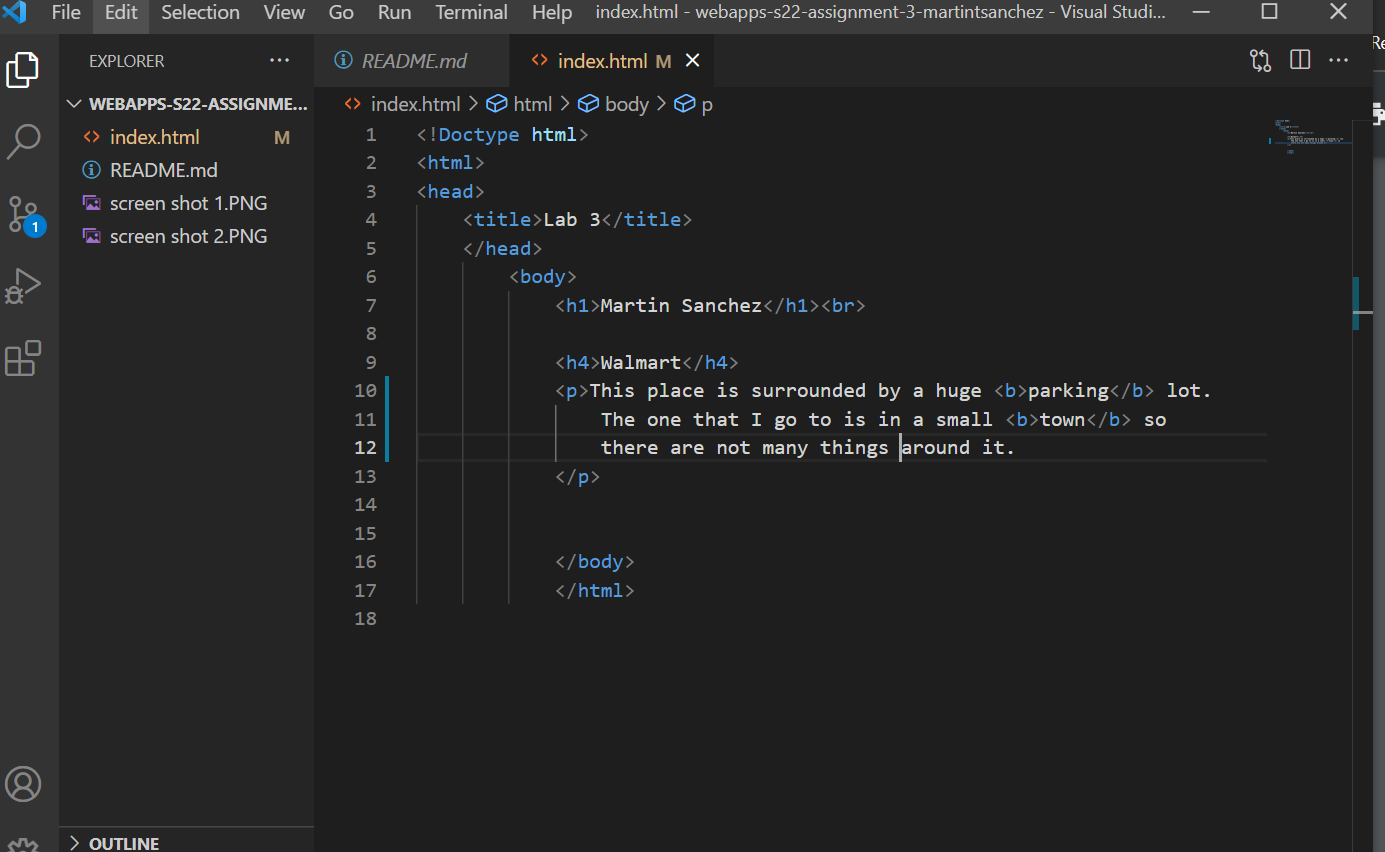 File Edit Selection View Go Run Terminal Help index.html - webapps-s22-assignment-3-martintsanchez - Visual Studi...
EXPLORER ...
README.md index.html M
WEBAPPS-S22-ASSIGNME...
index.html M
README.md
screen shot 1.PNG
screen shot 2.PNG
1
index.html > html > body > p
1 <!Doctype html>
2 <html>
3 <head>
4 <title>Lab 3</title>
5 </head>
6 <body>
7 <h1>Martin Sanchez</h1><br>
8
9 <h4>Walmart</h4>
10 <p>This place is surrounded by a huge <b>parking</b> lot.
11 The one that I go to is in a small <b>town</b> so
12 there are not many things around it.
13 </p>
14
15
16 </body>
17 </html>
18
OUTLINE